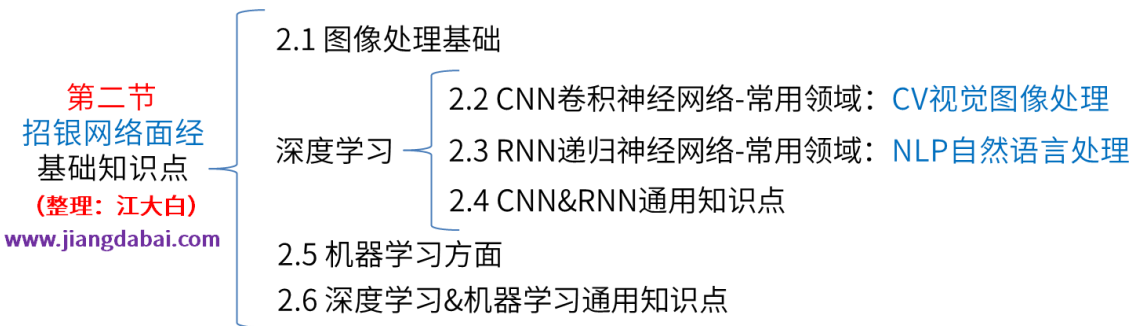 第二节
招银网络面经
基础知识点
（整理：江大白）
www.jiangdabai.com
2.1 图像处理基础
深度学习
2.2 CNN卷积神经网络-常用领域：CV视觉图像处理
2.3 RNN递归神经网络-常用领域：NLP自然语言处理
2.4 CNN&RNN通用知识点
2.5 机器学习方面
2.6 深度学习&机器学习通用知识点